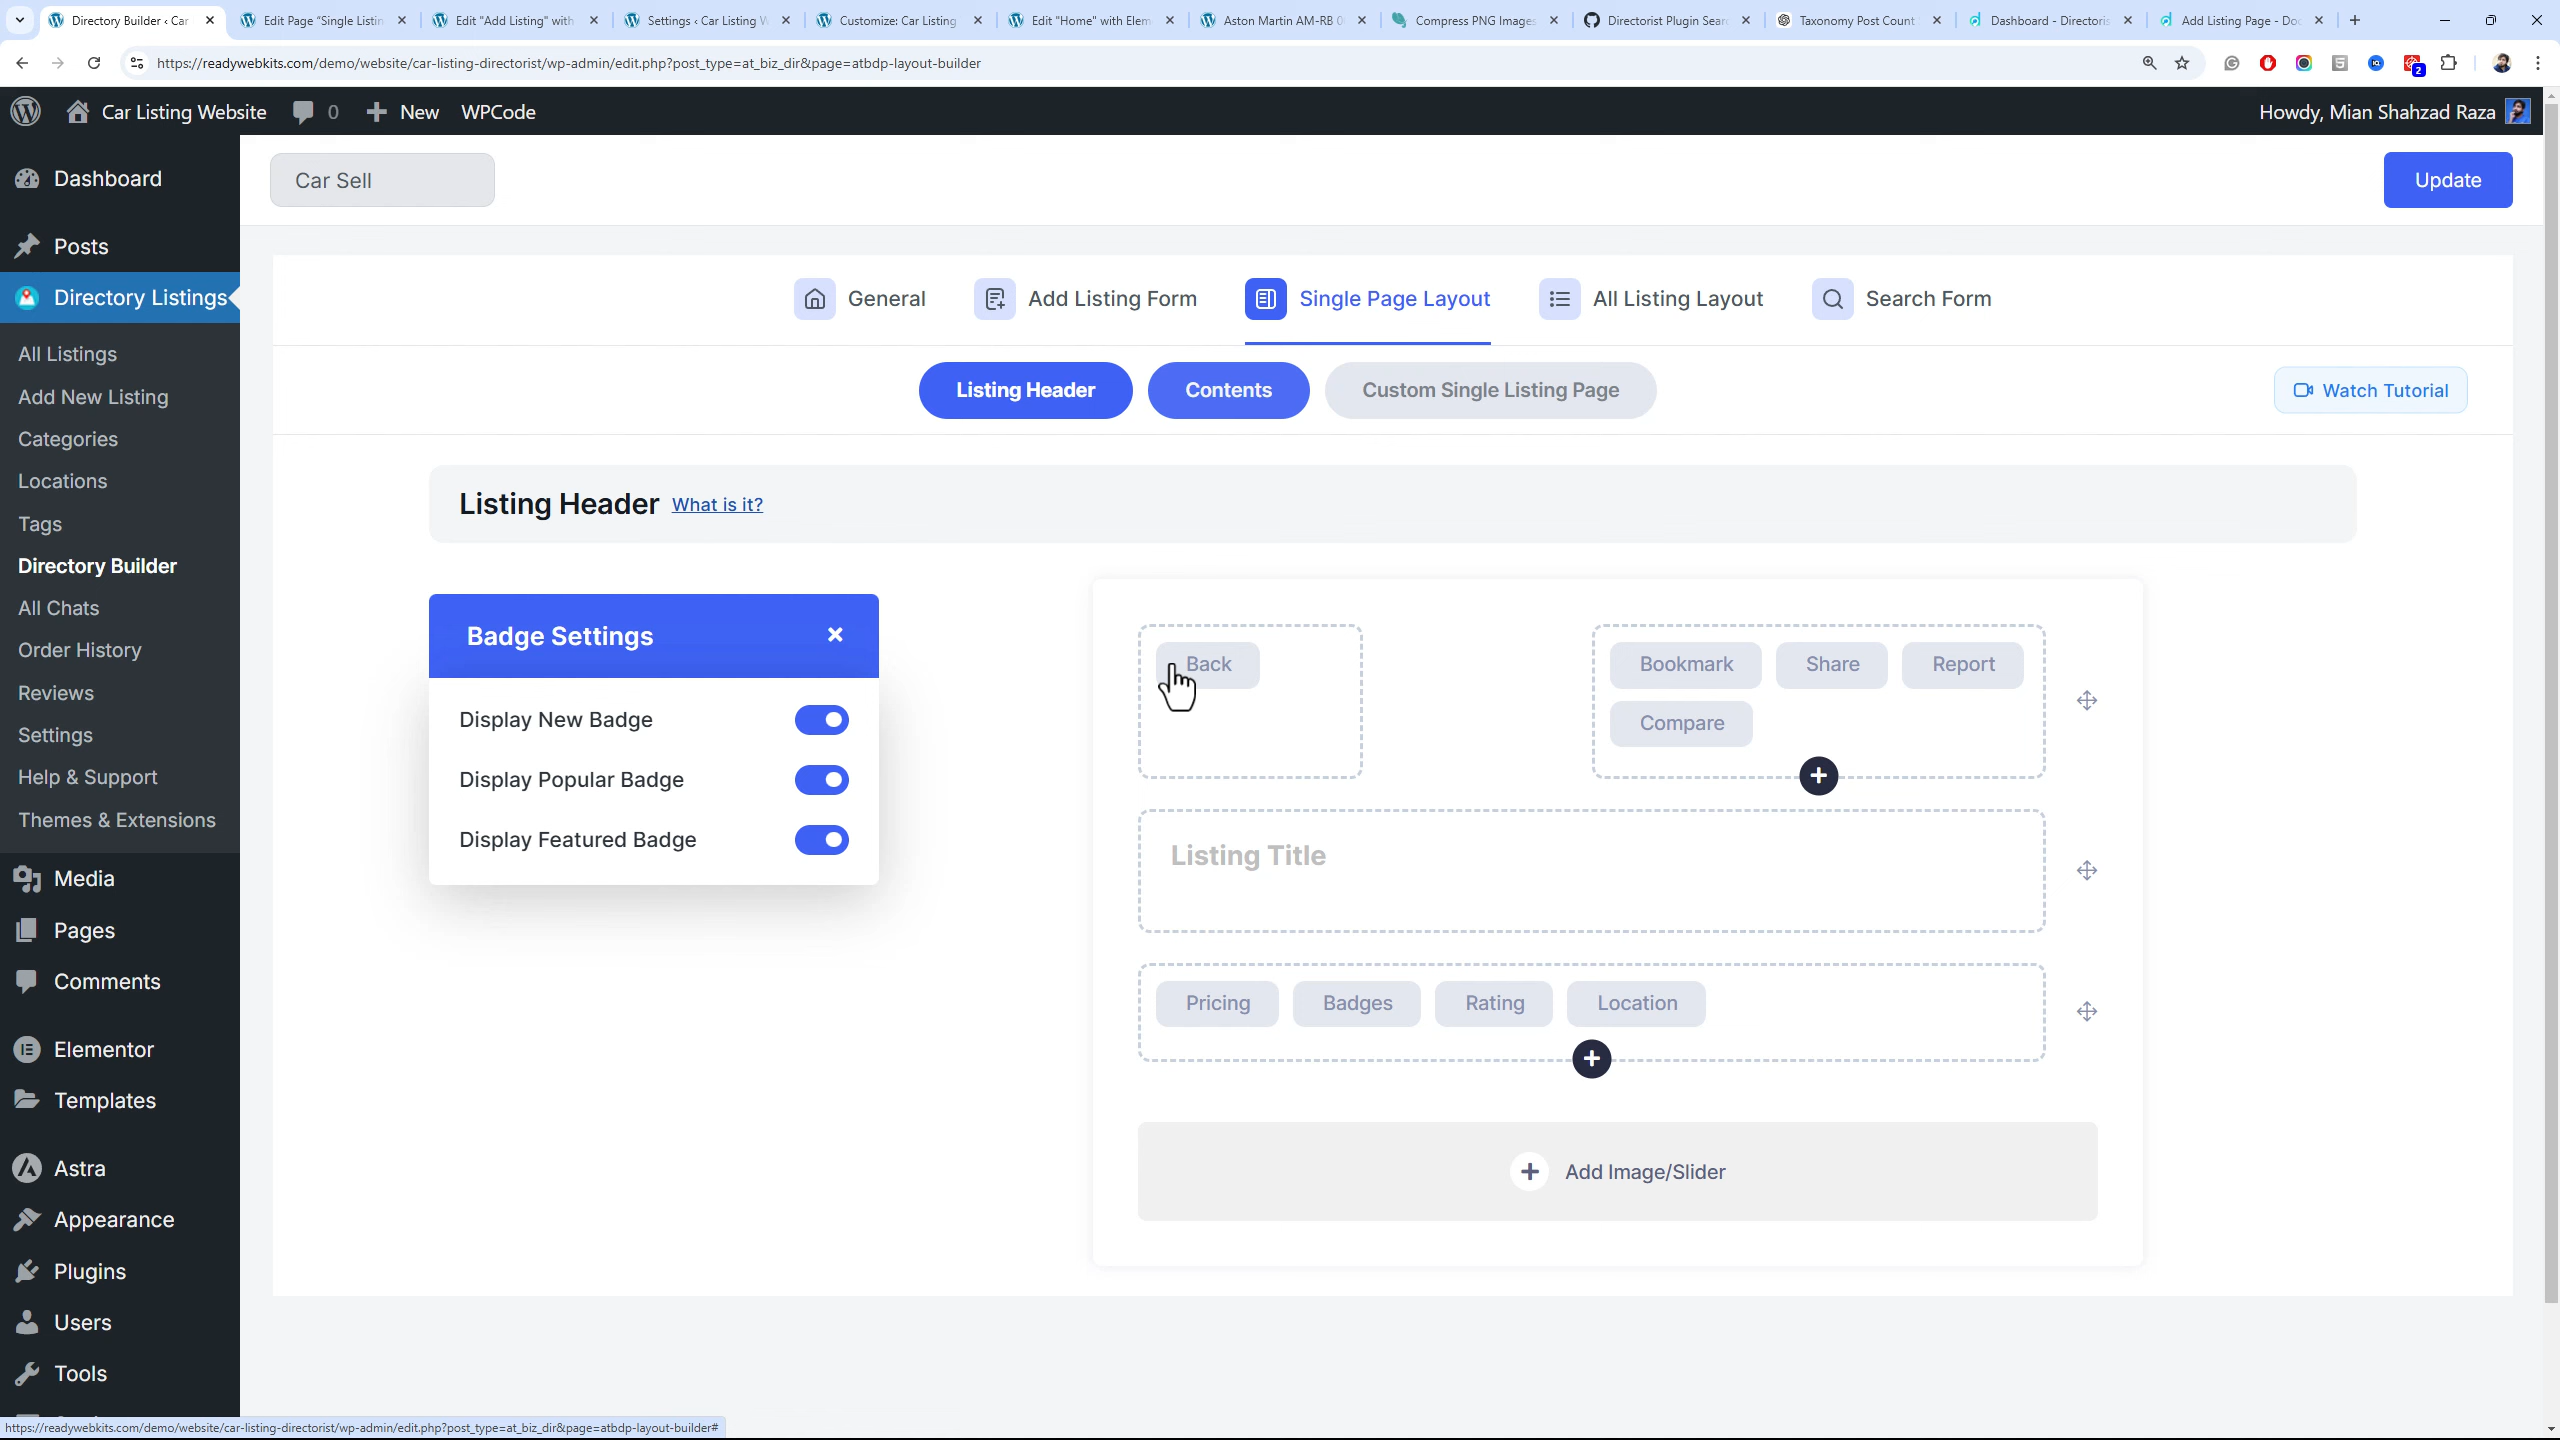 Directory Builder ‹ Car
Edit Page "Single Listin
Edit "Add Listing" with
Settings ‹ Car Listing W
Customize: Car Listing
Edit "Home" with Elem
Aston Martin AM-RB 0
Compress PNG Images
Directorist Plugin Sear
Taxonomy Post Count
Dashboard - Directoris
Add Listing Page - Doc
https://readywebkits.com/demo/website/car-listing-directorist/wp-admin/edit.php?post_type=at_biz_dir&page=atbdp-layout-builder
2
Car Listing Website
0
New
WPCode
Howdy, Mian Shahzad Raza
Dashboard
Posts
Directory Listings
All Listings
Add New Listing
Categories
Locations
Tags
Directory Builder
All Chats
Order History
Reviews
Settings
Help & Support
Themes & Extensions
Media
Pages
Comments
Elementor
Templates
Astra
Appearance
Plugins
Users
Tools
Car Sell
Update
General
Add Listing Form
Single Page Layout
All Listing Layout
Search Form
Listing Header
Contents
Custom Single Listing Page
Watch Tutorial
Listing Header What is it?
Badge Settings
Display New Badge
Display Popular Badge
Display Featured Badge
Back
Bookmark
Share
Report
Compare
Listing Title
Pricing
Badges
Rating
Location
Add Image/Slider
https://readywebkits.com/demo/website/car-listing-directorist/wp-admin/edit.php?post_type=at_biz_dir&page=atbdp-layout-builder#